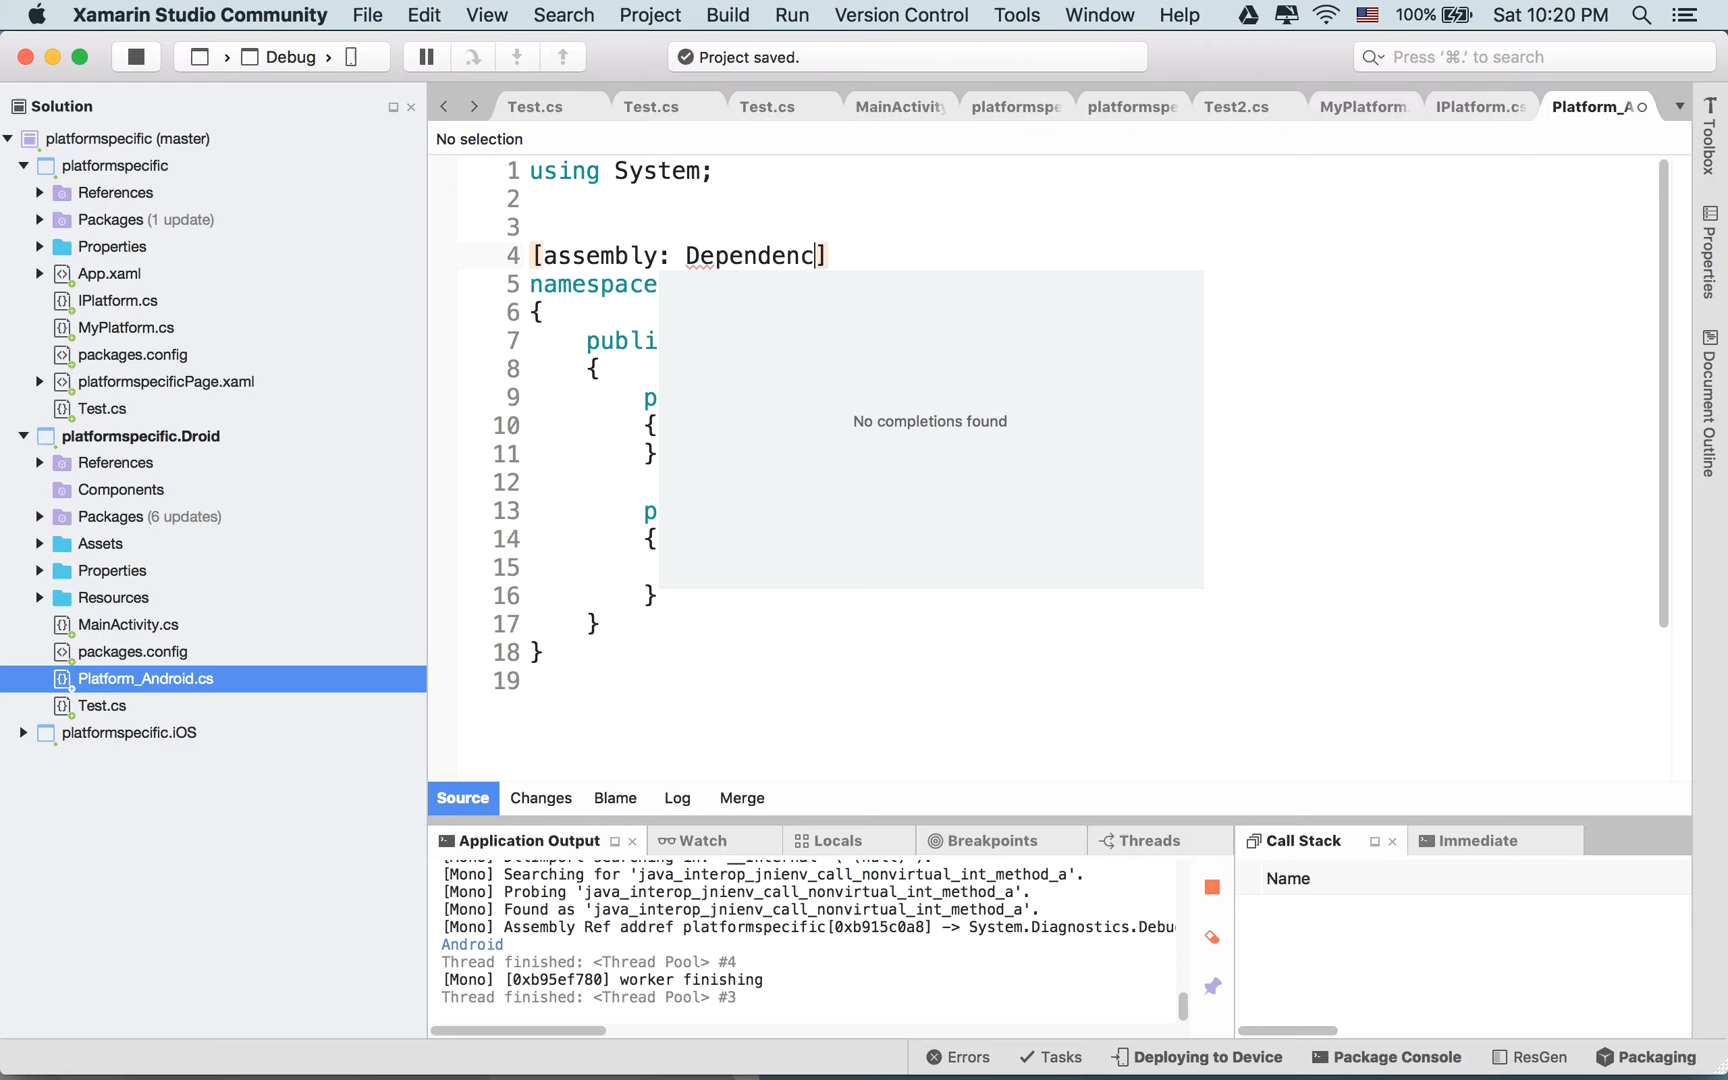 Xamarin Studio Community File Edit View Search Project Build Run Version Control Tools Window Help 100% Sat 10:20 PM
Debug Project saved. Press ‘⌘.’ to search
Solution
platformspecific (master)
platformspecific
References
Packages (1 update)
Properties
App.xaml
IPlatform.cs
MyPlatform.cs
packages.config
platformspecificPage.xaml
Test.cs
platformspecific.Droid
References
Components
Packages (6 updates)
Assets
Properties
Resources
MainActivity.cs
packages.config
Platform_Android.cs
Test.cs
platformspecific.iOS
Test.cs Test.cs Test.cs MainActivity platformspe platformspe Test2.cs MyPlatform. IPlatform.cs Platform_A
No selection
1 using System;
2
3
4 [assembly: Dependenc]
5 namespace
6 {
7 publi
8 {
9 p
10 {
11 }
12
13 p
14 {
15
16 }
17 }
18 }
19
No completions found
Toolbox
Properties
Document Outline
Source Changes Blame Log Merge
Application Output Watch Locals Breakpoints Threads
[Mono] Searching for 'java_interop_jnienv_call_nonvirtual_int_method_a'.
[Mono] Probing 'java_interop_jnienv_call_nonvirtual_int_method_a'.
[Mono] Found as 'java_interop_jnienv_call_nonvirtual_int_method_a'.
[Mono] Assembly Ref addref platformspecific[0xb915c0a8] -> System.Diagnostics.Debu
Android
Thread finished: <Thread Pool> #4
[Mono] [0xb95ef780] worker finishing
Thread finished: <Thread Pool> #3
Call Stack Immediate
Name
Errors Tasks Deploying to Device Package Console ResGen Packaging